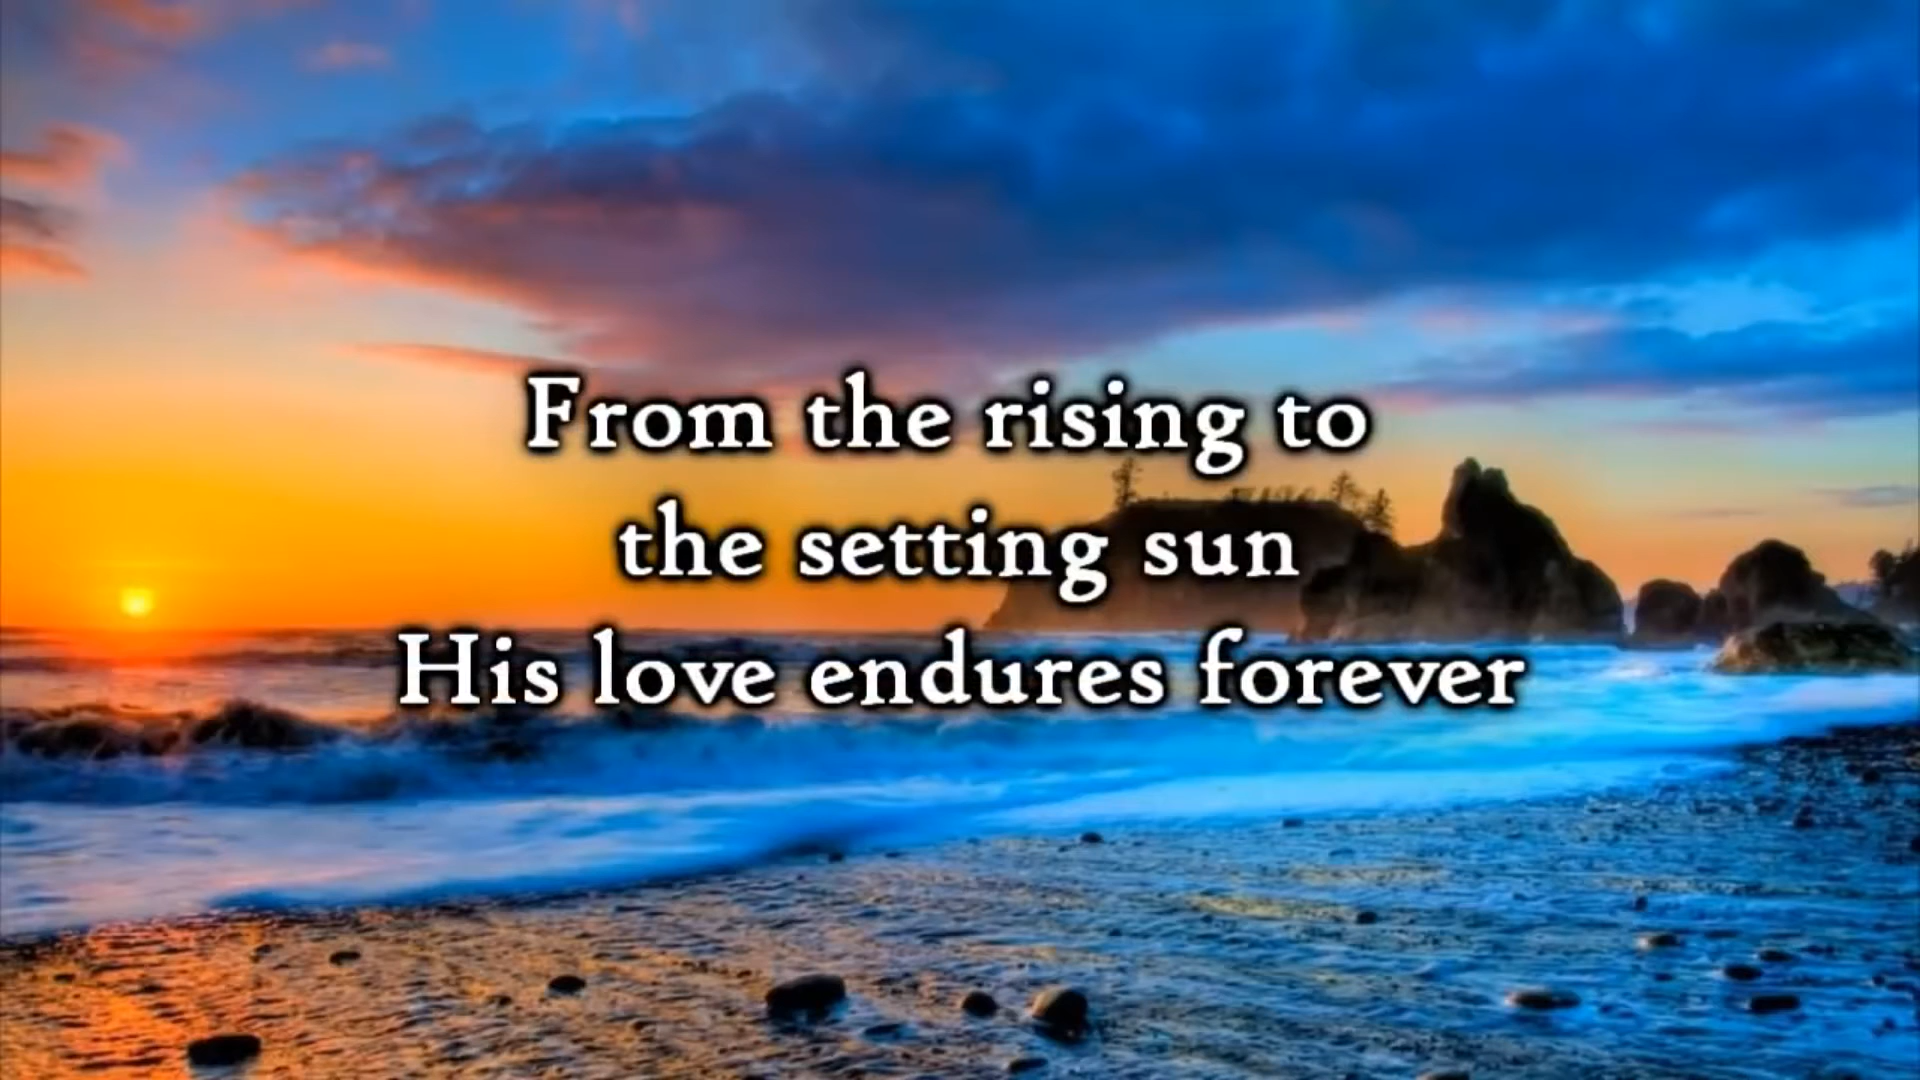 From the rising to
the setting sun
His love endures forever